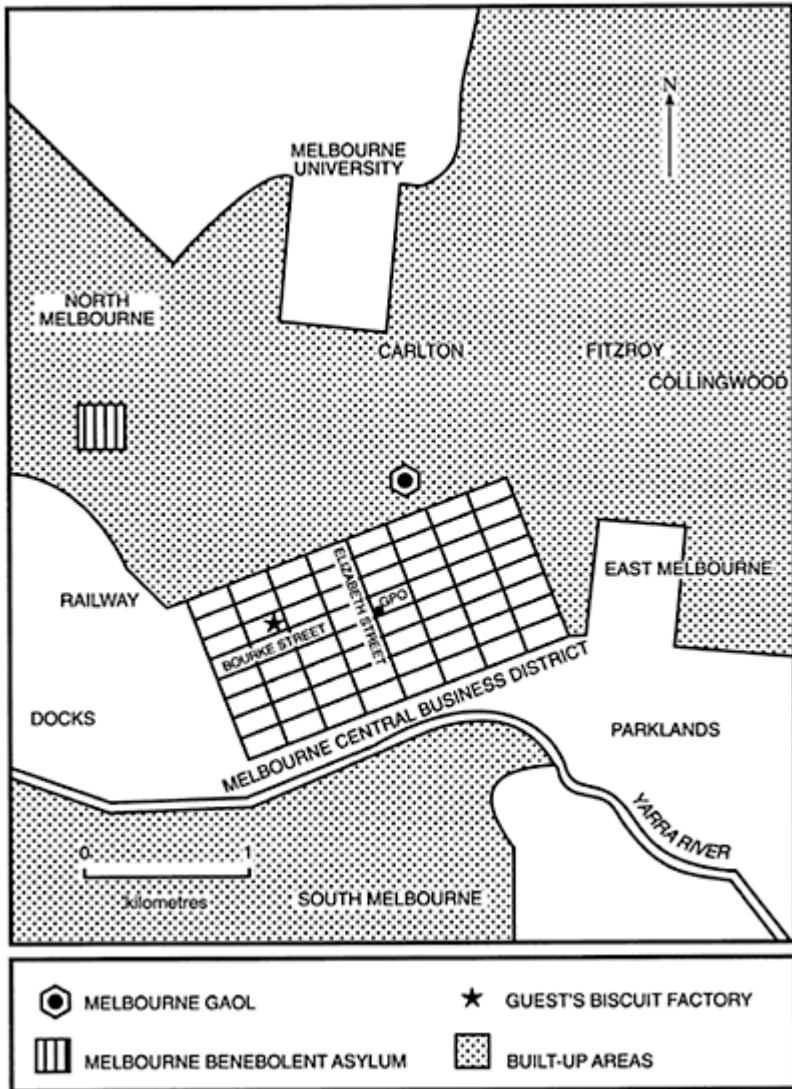 N
MELBOURNE
UNIVERSITY
NORTH
MELBOURNE
CARLTON
FITZROY
COLLINGWOOD
EAST MELBOURNE
RAILWAY
ELIZABETH STREET
GPO
BOURKE STREET
DOCKS
MELBOURNE CENTRAL BUSINESS DISTRICT
PARKLANDS
YARRA RIVER
0 1
kilometres
SOUTH MELBOURNE
MELBOURNE GAOL
GUEST'S BISCUIT FACTORY
MELBOURNE BENEBOLENT ASYLUM
BUILT-UP AREAS